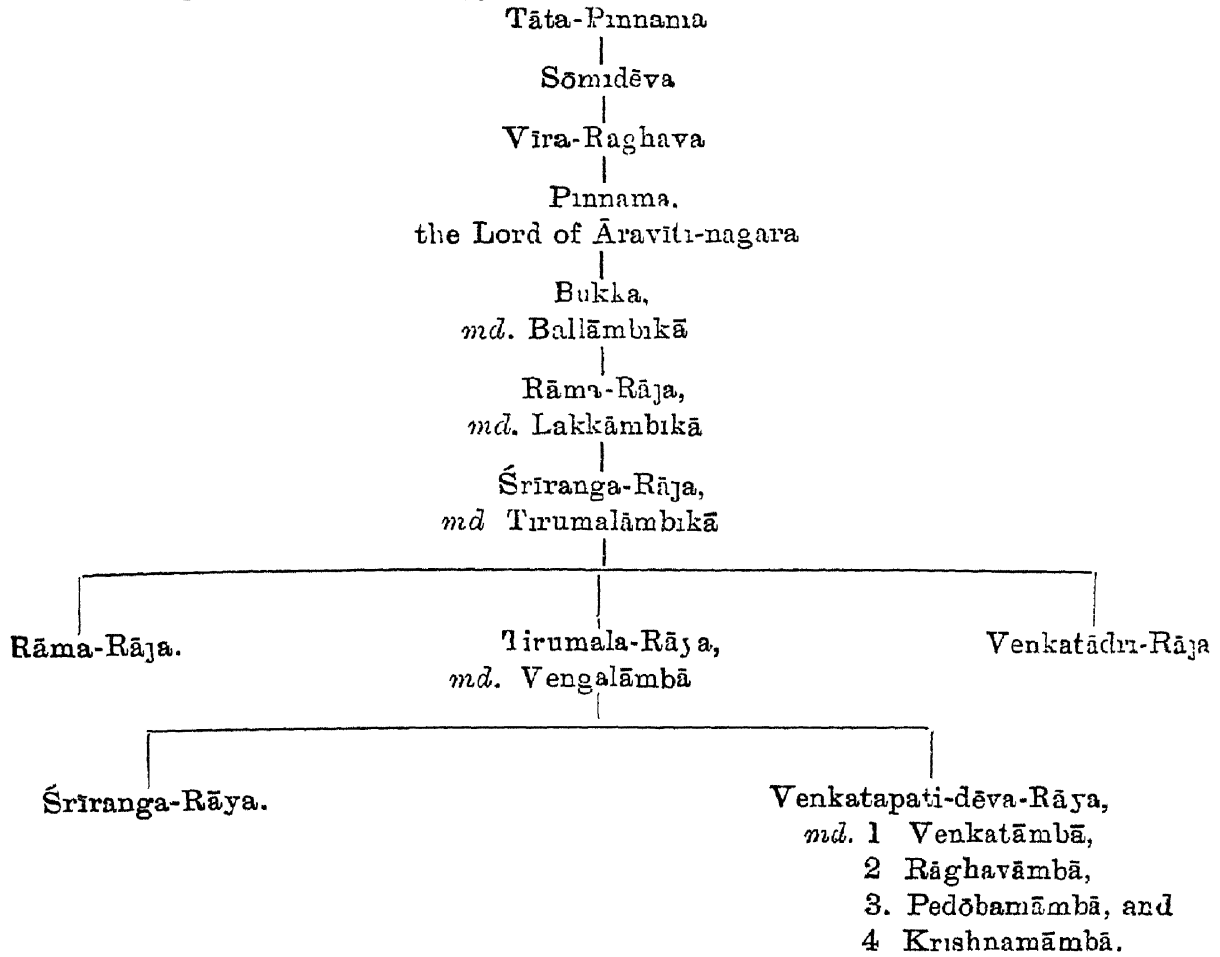 Tāta-Pinnama
Sōmidēva
Vīra-Raghava
Pinnama.
the Lord of Āravīti-nagara
Bukka,
md. Ballāmbikā
Rāma-Rāja,
md. Lakkāmbikā
Śrīranga-Rāja,
md Tirumalāmbikā
Rāma-Rāja. Tirumala-Rāya, Venkatādri-Rāja
md. Vengalāmbā
Śrīranga-Rāya. Venkatapati-dēva-Rāya,
md. 1 Venkatāmbā,
2 Rāghavāmbā,
3. Pedōbamāmbā, and
4 Krishnamāmbā.